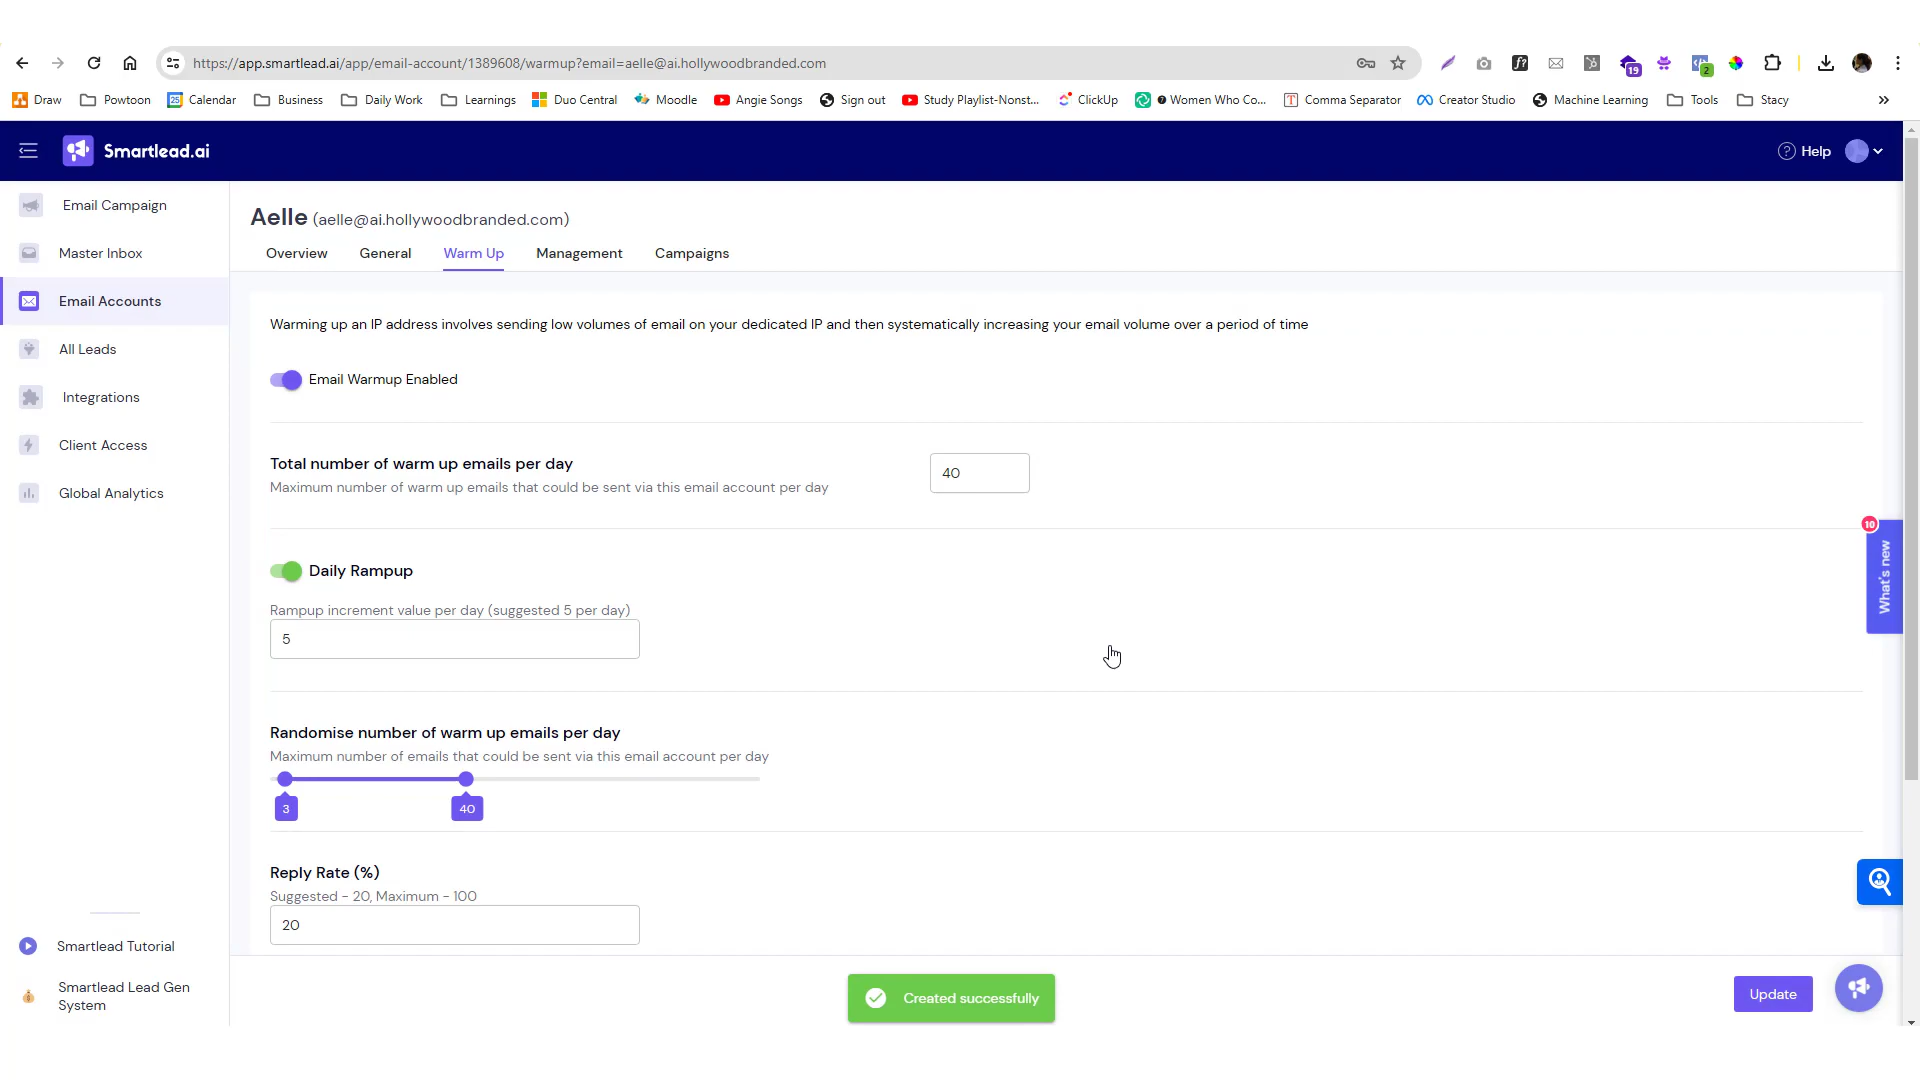 https://app.smartlead.ai/app/email-account/1389608/warmup?email=aelle@ai.hollywoodbranded.com
19
2
Draw
Powtoon
25
Calendar
Business
Daily Work
Learnings
Duo Central
Moodle
Angie Songs
Sign out
Study Playlist-Nonst...
ClickUp
Women Who Co...
T
Comma Separator
Creator Studio
Machine Learning
Tools
Stacy
Smartlead.ai
? Help
Email Campaign
Master Inbox
Email Accounts
All Leads
Integrations
Client Access
Global Analytics
Smartlead Tutorial
Smartlead Lead Gen
System
Aelle (aelle@ai.hollywoodbranded.com)
Overview
General
Warm Up
Management
Campaigns
Warming up an IP address involves sending low volumes of email on your dedicated IP and then systematically increasing your email volume over a period of time
Email Warmup Enabled
Total number of warm up emails per day
Maximum number of warm up emails that could be sent via this email account per day
40
Daily Rampup
Rampup increment value per day (suggested 5 per day)
5
Randomise number of warm up emails per day
Maximum number of emails that could be sent via this email account per day
3
40
Reply Rate (%)
Suggested - 20, Maximum - 100
20
Created successfully
Update
10
What's new